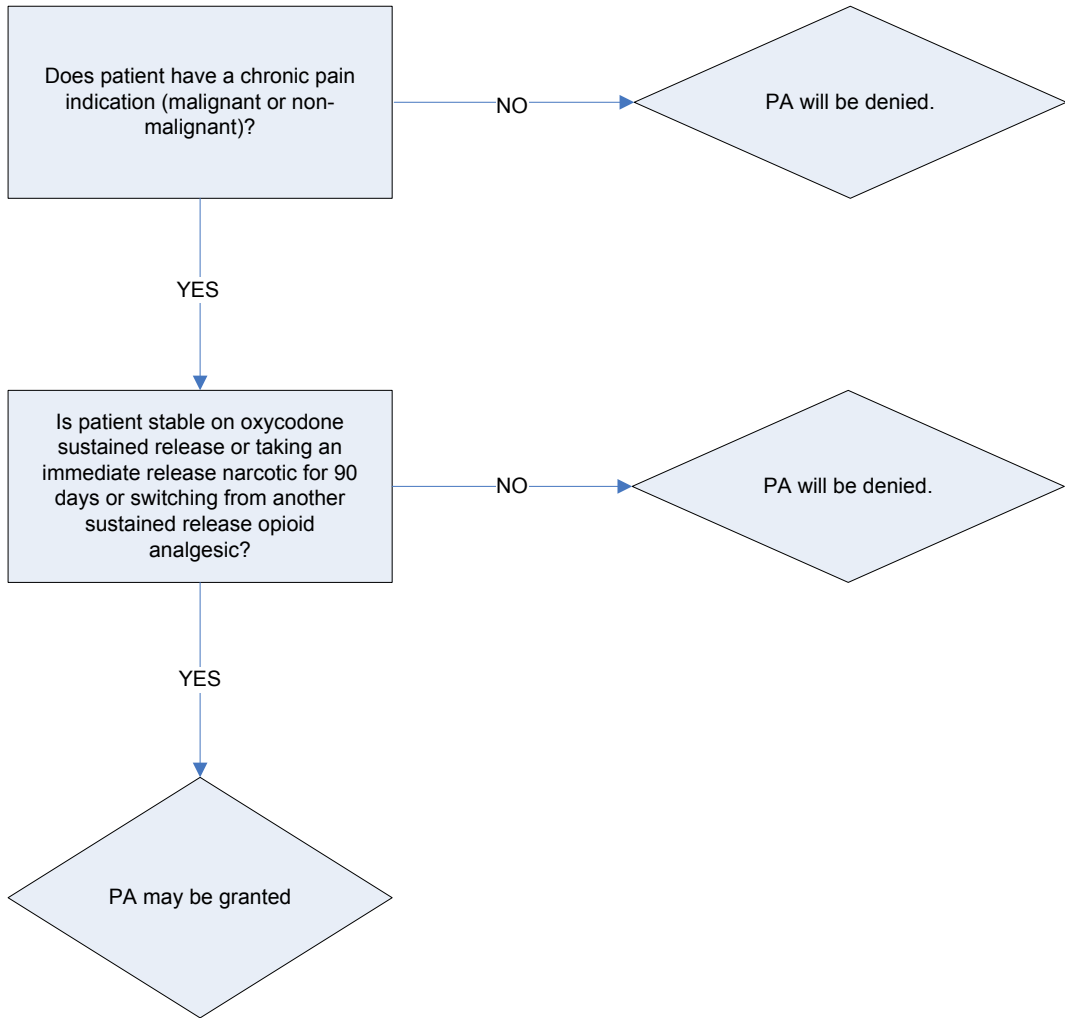 Does patient have a chronic pain
indication (malignant or non-
malignant)?
NO
PA will be denied.
YES
Is patient stable on oxycodone
sustained release or taking an
immediate release narcotic for 90
days or switching from another
sustained release opioid
analgesic?
NO
PA will be denied.
YES
PA may be granted